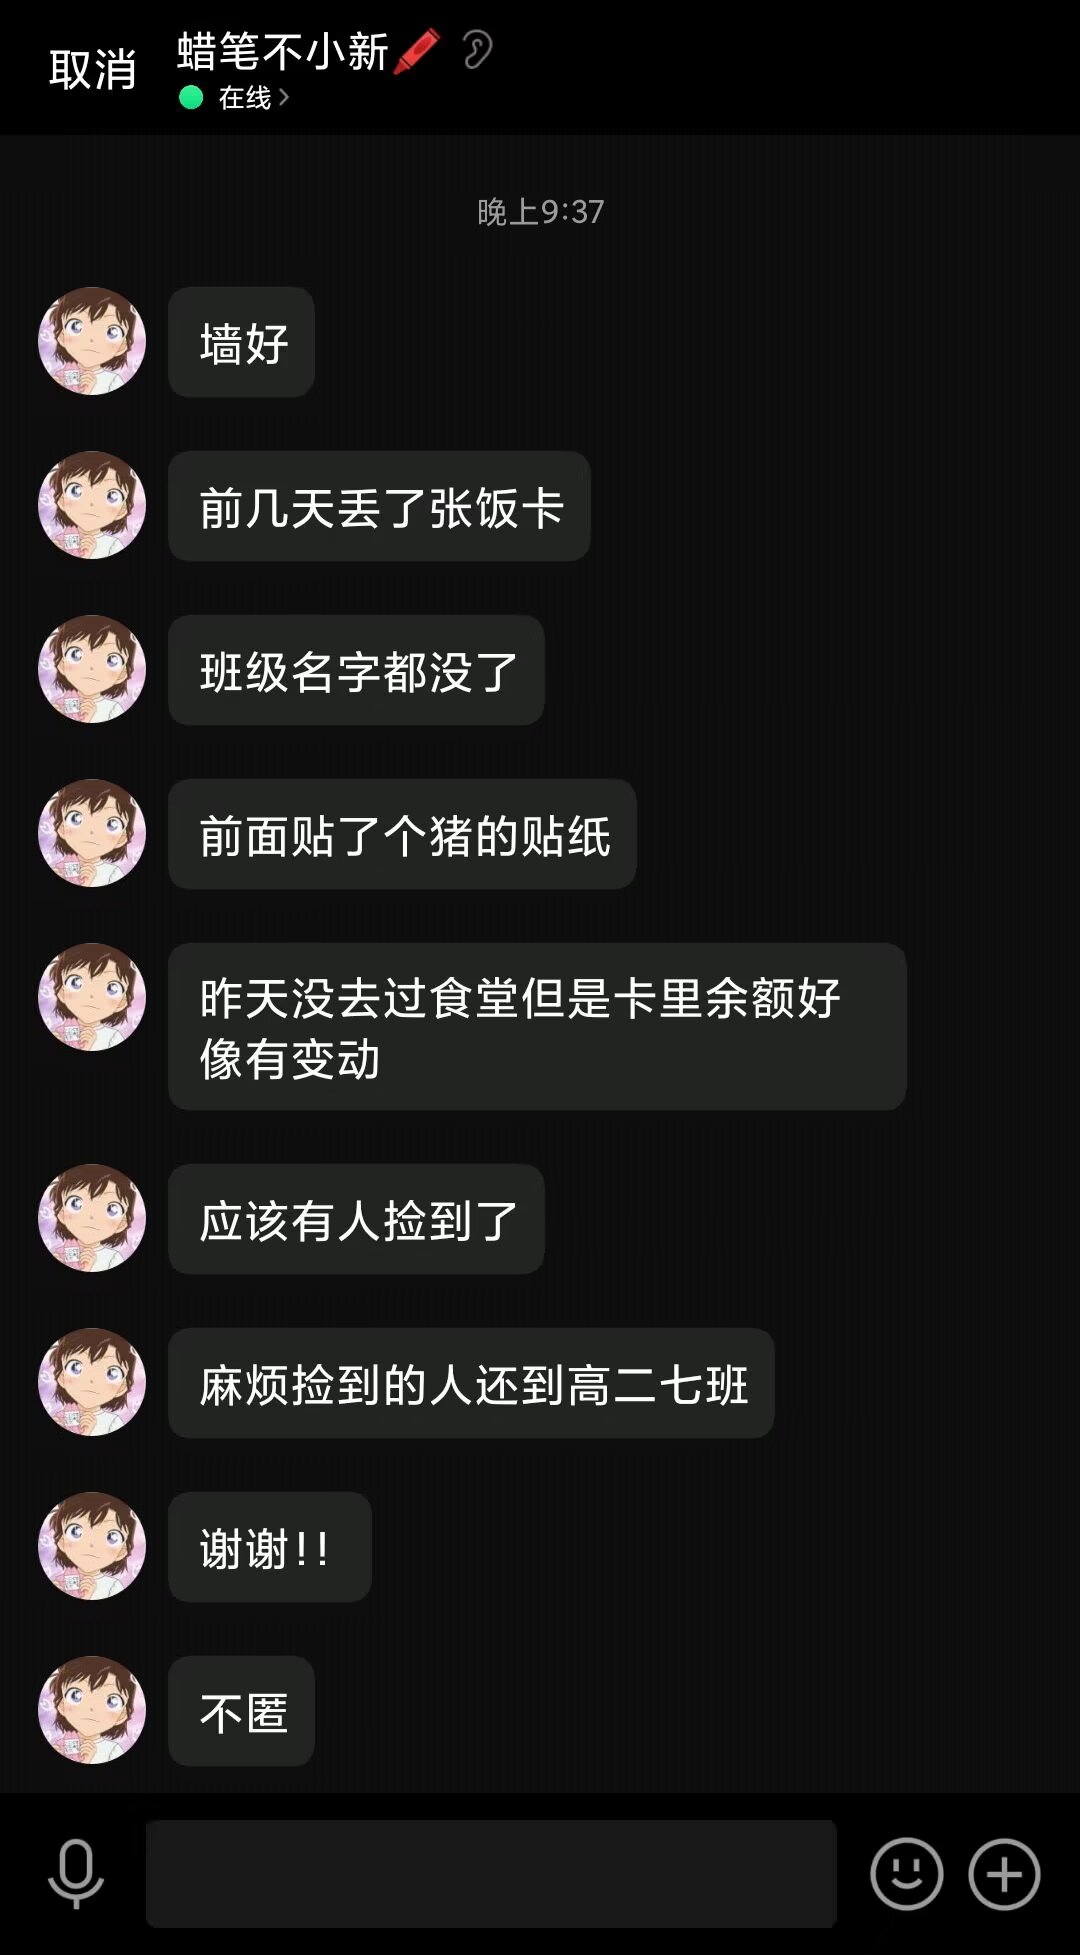 取消
蜡笔不小新🖍️
在线
晚上9:37
墙好
前几天丢了张饭卡
班级名字都没了
前面贴了个猪的贴纸
昨天没去过食堂但是卡里余额好
像有变动
应该有人捡到了
麻烦捡到的人还到高二七班
谢谢!!
不匿